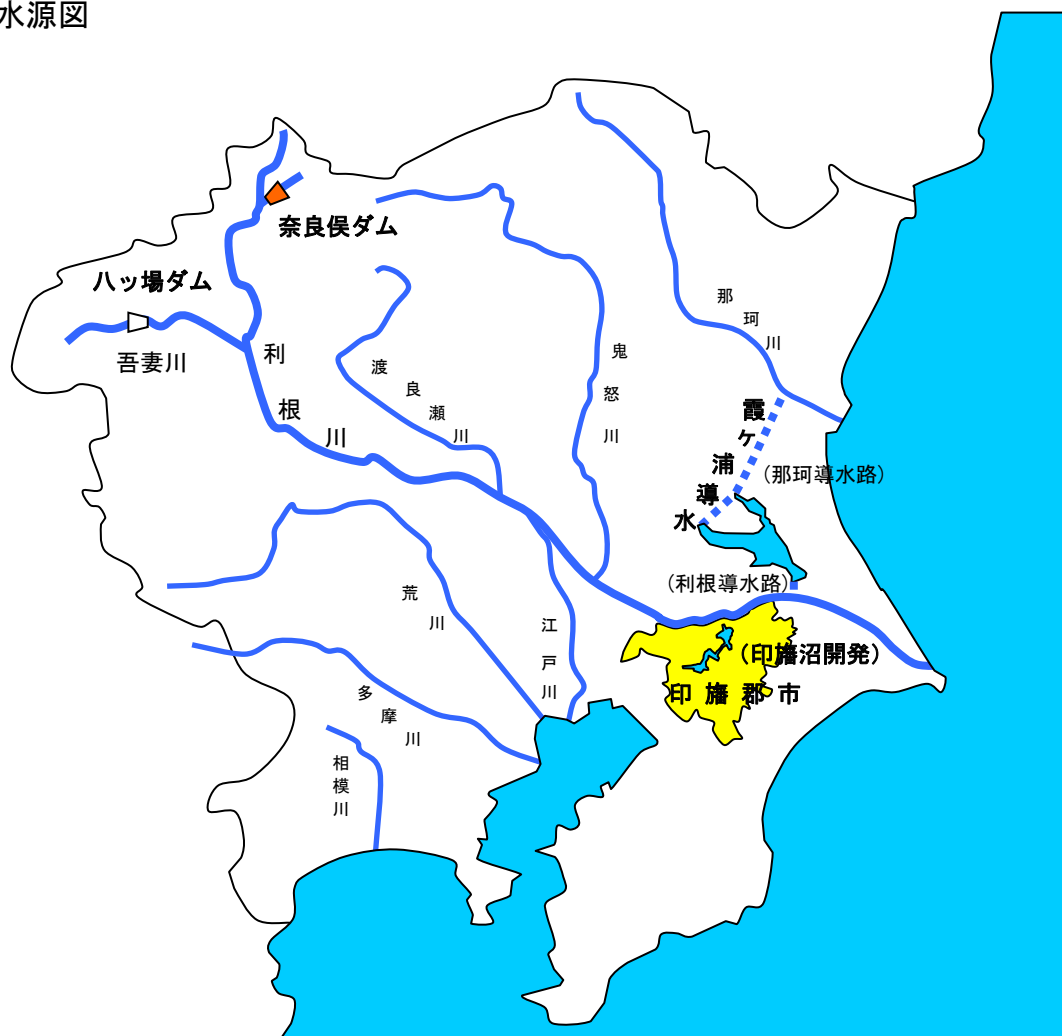 水源図
奈良俣ダム
八ッ場ダム
吾妻川
利根川
渡良瀬川
鬼怒川
那珂川
霞ヶ浦導水
(那珂導水路)
(利根導水路)
荒川
江戸川
(印旛沼開発)
印旛郡市
多摩川
相模川